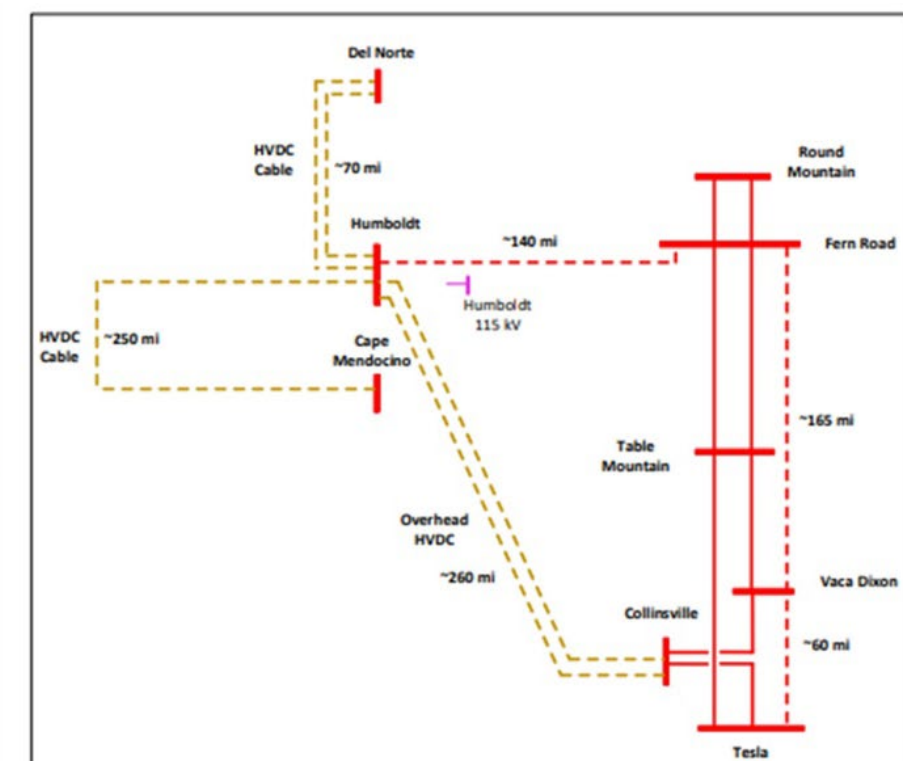 Del Norte
HVDC
Cable
~70 mi
Round
Mountain
Humboldt
~140 mi
Fern Road
Humboldt
115 kV
HVDC
Cable
~250 mi
Cape
Mendocino
~165 mi
Table
Mountain
Overhead
HVDC
~260 mi
Vaca Dixon
Collinsville
~60 mi
Tesla